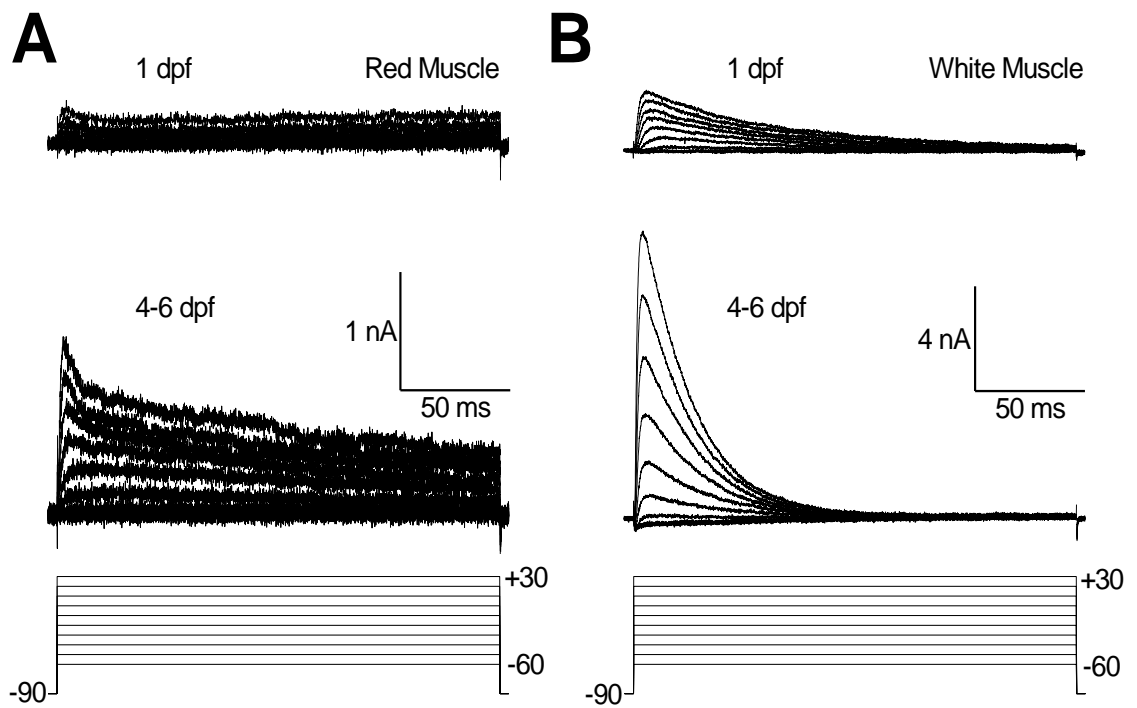 A
1 dpf
Red Muscle
4-6 dpf
1 nA
50 ms
+30
-60
-90
B
1 dpf
White Muscle
4-6 dpf
4 nA
50 ms
+30
-60
-90